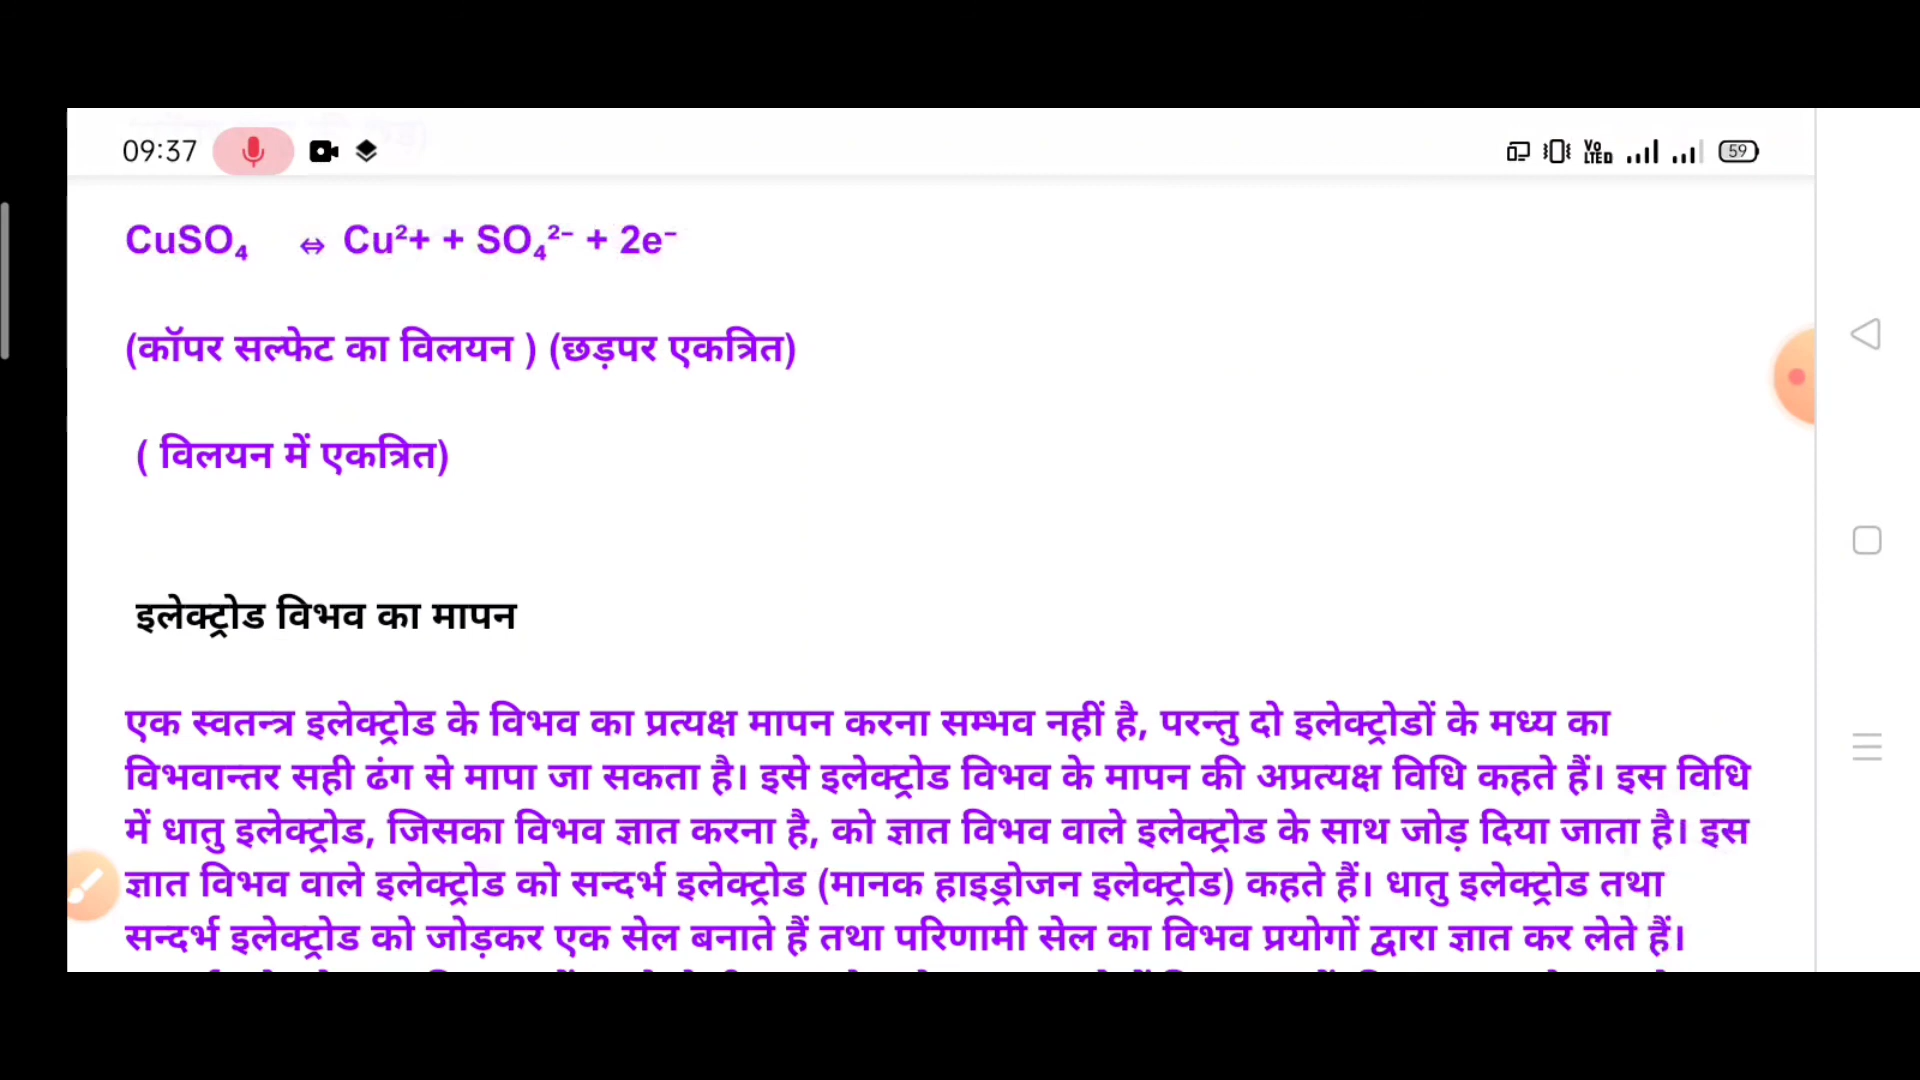 09:37
Vo LTE 59
CuSO₄ ⇔ Cu²+ + SO₄²⁻ + 2e⁻
(कॉपर सल्फेट का विलयन ) (छड़पर एकत्रित)
( विलयन में एकत्रित)
इलेक्ट्रोड विभव का मापन
एक स्वतन्त्र इलेक्ट्रोड के विभव का प्रत्यक्ष मापन करना सम्भव नहीं है, परन्तु दो इलेक्ट्रोडों के मध्य का
विभवान्तर सही ढंग से मापा जा सकता है। इसे इलेक्ट्रोड विभव के मापन की अप्रत्यक्ष विधि कहते हैं। इस विधि
में धातु इलेक्ट्रोड, जिसका विभव ज्ञात करना है, को ज्ञात विभव वाले इलेक्ट्रोड के साथ जोड़ दिया जाता है। इस
ज्ञात विभव वाले इलेक्ट्रोड को सन्दर्भ इलेक्ट्रोड (मानक हाइड्रोजन इलेक्ट्रोड) कहते हैं। धातु इलेक्ट्रोड तथा
सन्दर्भ इलेक्ट्रोड को जोड़कर एक सेल बनाते हैं तथा परिणामी सेल का विभव प्रयोगों द्वारा ज्ञात कर लेते हैं।